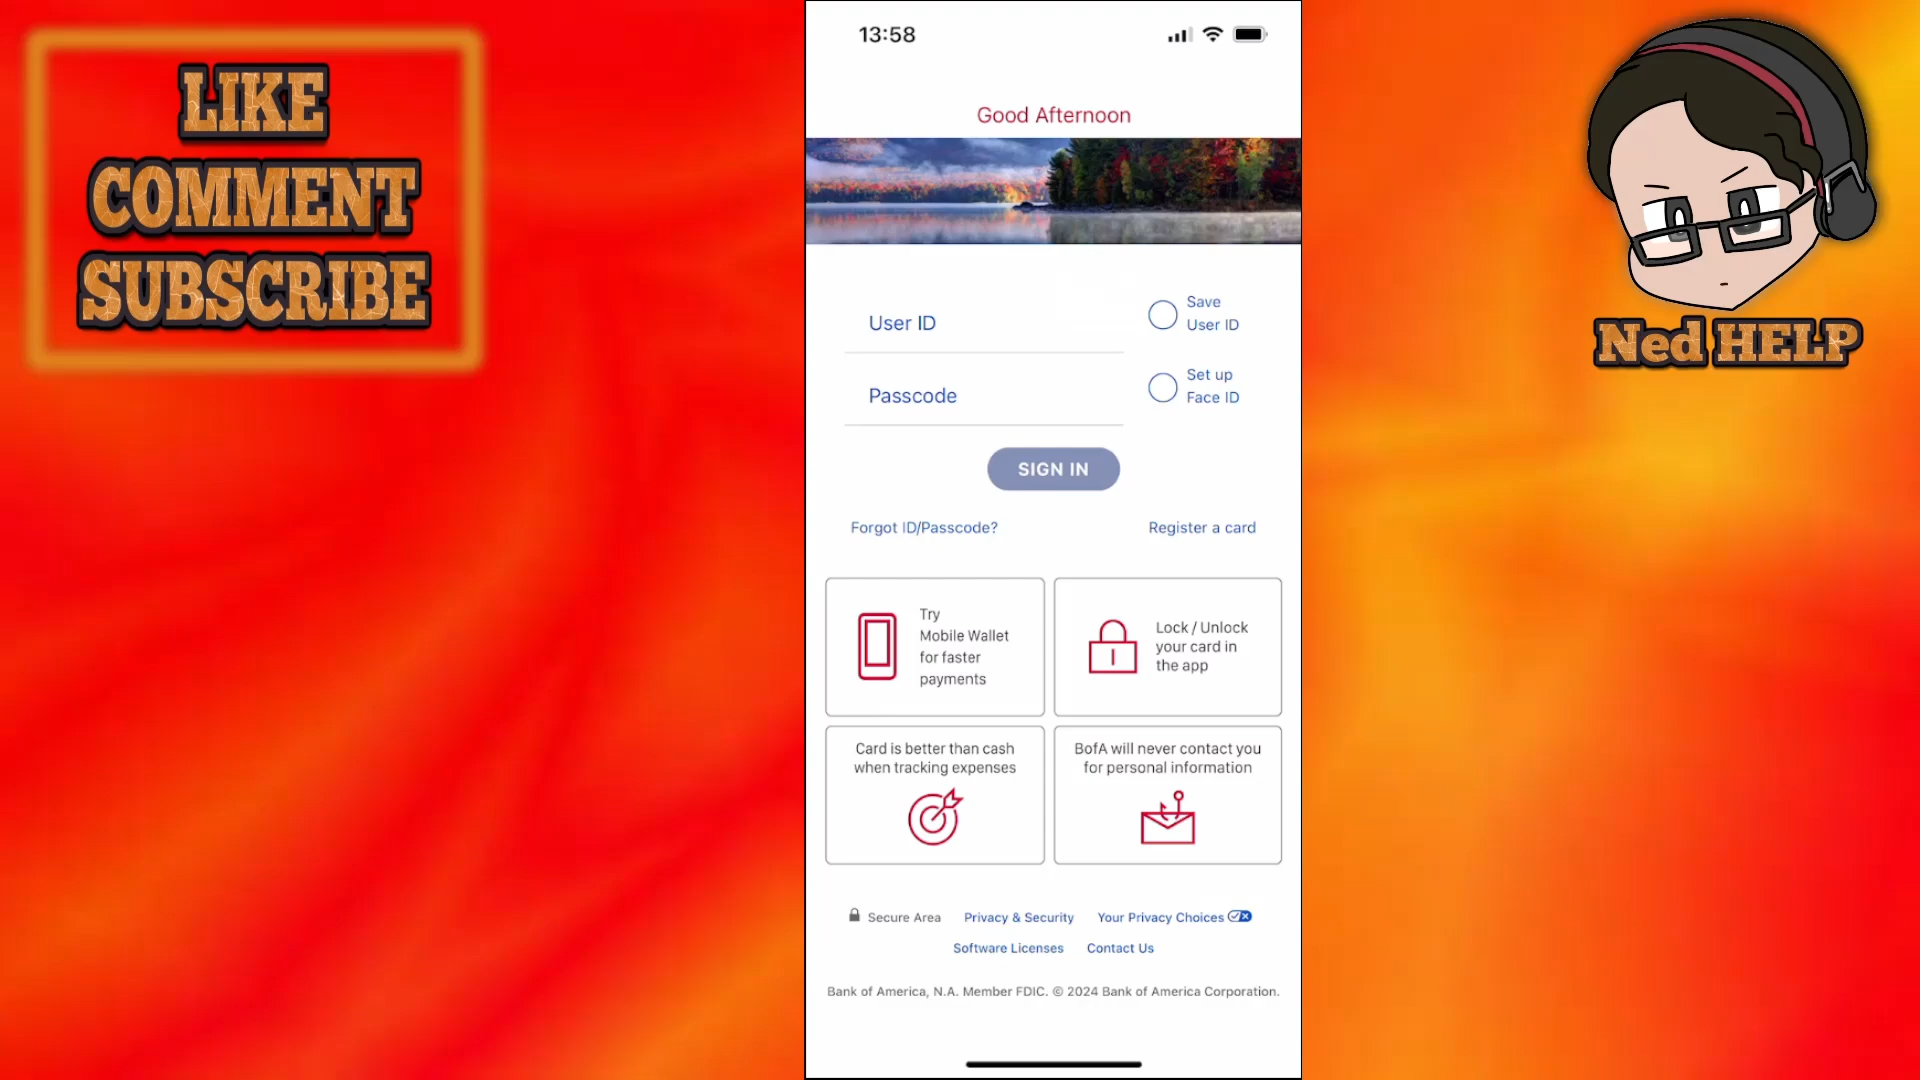 LIKE
COMMENT
SUBSCRIBE
13:58
Good Afternoon
User ID
Save
User ID
Passcode
Set up
Face ID
SIGN IN
Forgot ID/Passcode?
Register a card
Try
Mobile Wallet
for faster
payments
Lock / Unlock
your card in
the app
Card is better than cash
when tracking expenses
BofA will never contact you
for personal information
Secure Area
Privacy & Security
Your Privacy Choices
Software Licenses
Contact Us
Bank of America, N.A. Member FDIC. © 2024 Bank of America Corporation.
Ned HELP